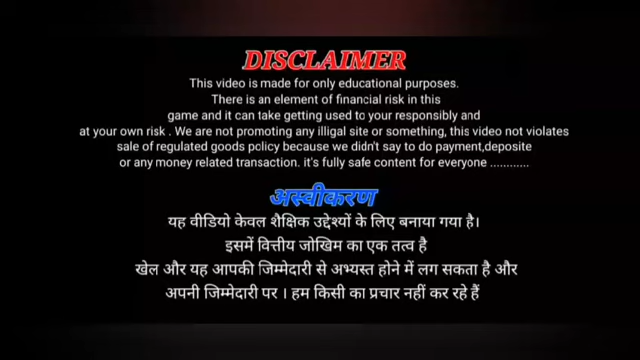 DISCLAIMER
This video is made for only educational purposes.
There is an element of financial risk in this
game and it can take getting used to your responsibly and
at your own risk . We are not promoting any illigal site or something, this video not violates
sale of regulated goods pclicy because we didn't say to do payment,deposite
or any money related transaction. it's fully safe content for everyone ............
अस्वीकरण
यह वीडियो केवल शैक्षिक उद्देश्यों के लिए बनाया गया है।
इसमें वित्तीय जोखिम का एक तत्व है
खेल और यह आपकी जिम्मेदारी से अभ्यस्त होने में लग सकता है और
अपनी जिम्मेदारी पर । हम किसी का प्रचार नहीं कर रहे हैं